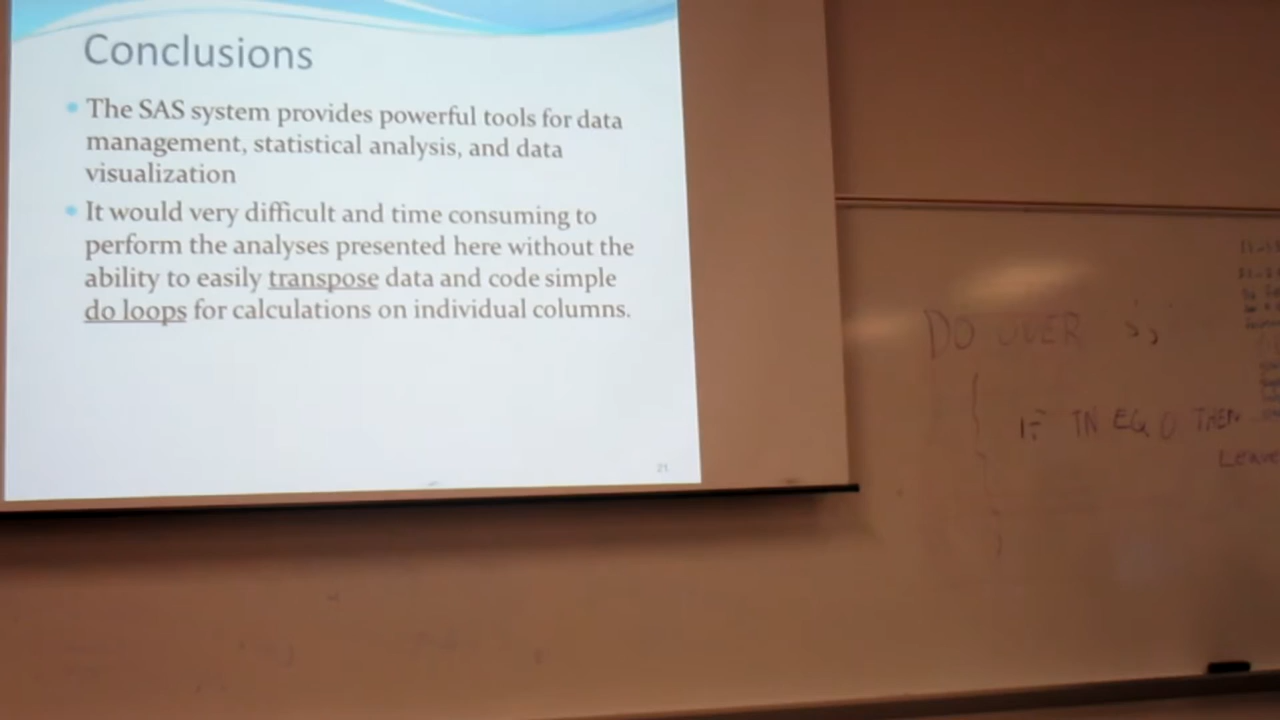 Conclusions
The SAS system provides powerful tools for data
management, statistical analysis, and data
visualization
It would very difficult and time consuming to
perform the analyses presented here without the
ability to easily transpose data and code simple
do loops for calculations on individual columns.
21
DO OVER
IF IN EQ 0 THEN
Leave